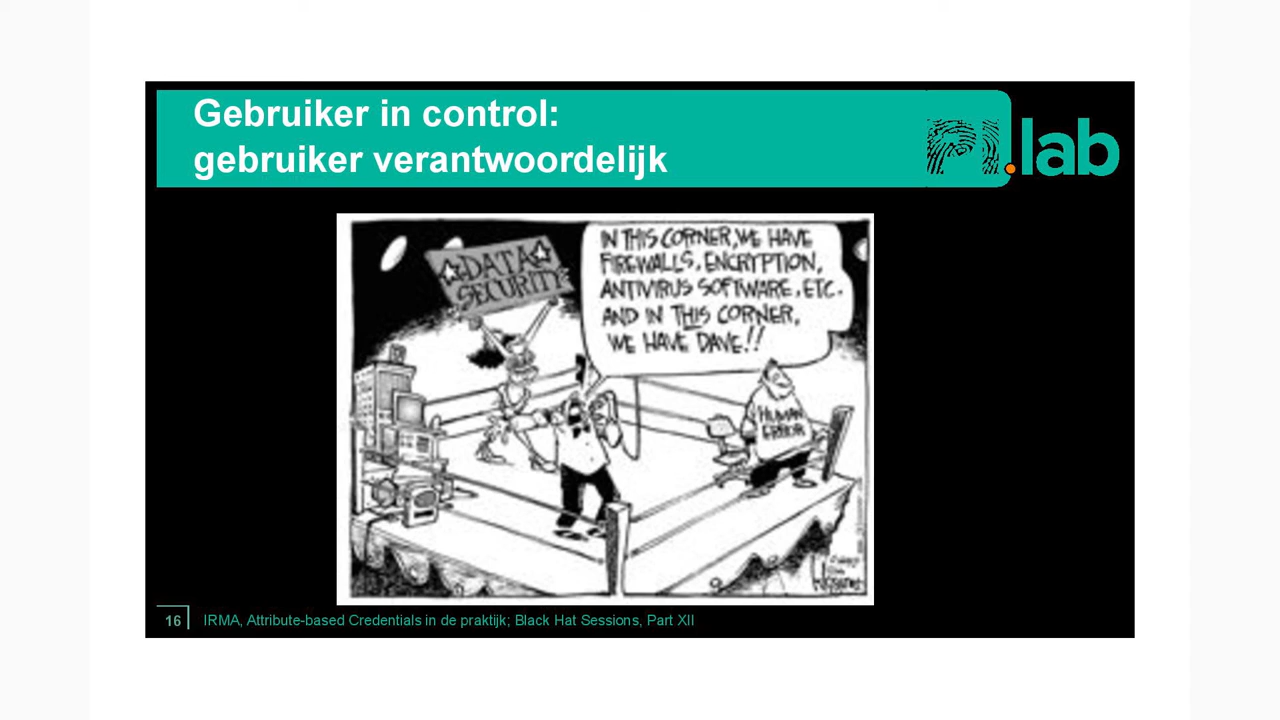 Gebruiker in control:
gebruiker verantwoordelijk
PI.lab
DATA
SECURITY
IN THIS CORNER, WE HAVE
FIREWALLS, ENCRYPTION,
ANTIVIRUS SOFTWARE, ETC.
AND IN THIS CORNER,
WE HAVE DAVE!!
HUMAN
ERROR
16
IRMA, Attribute-based Credentials in de praktijk; Black Hat Sessions, Part XII